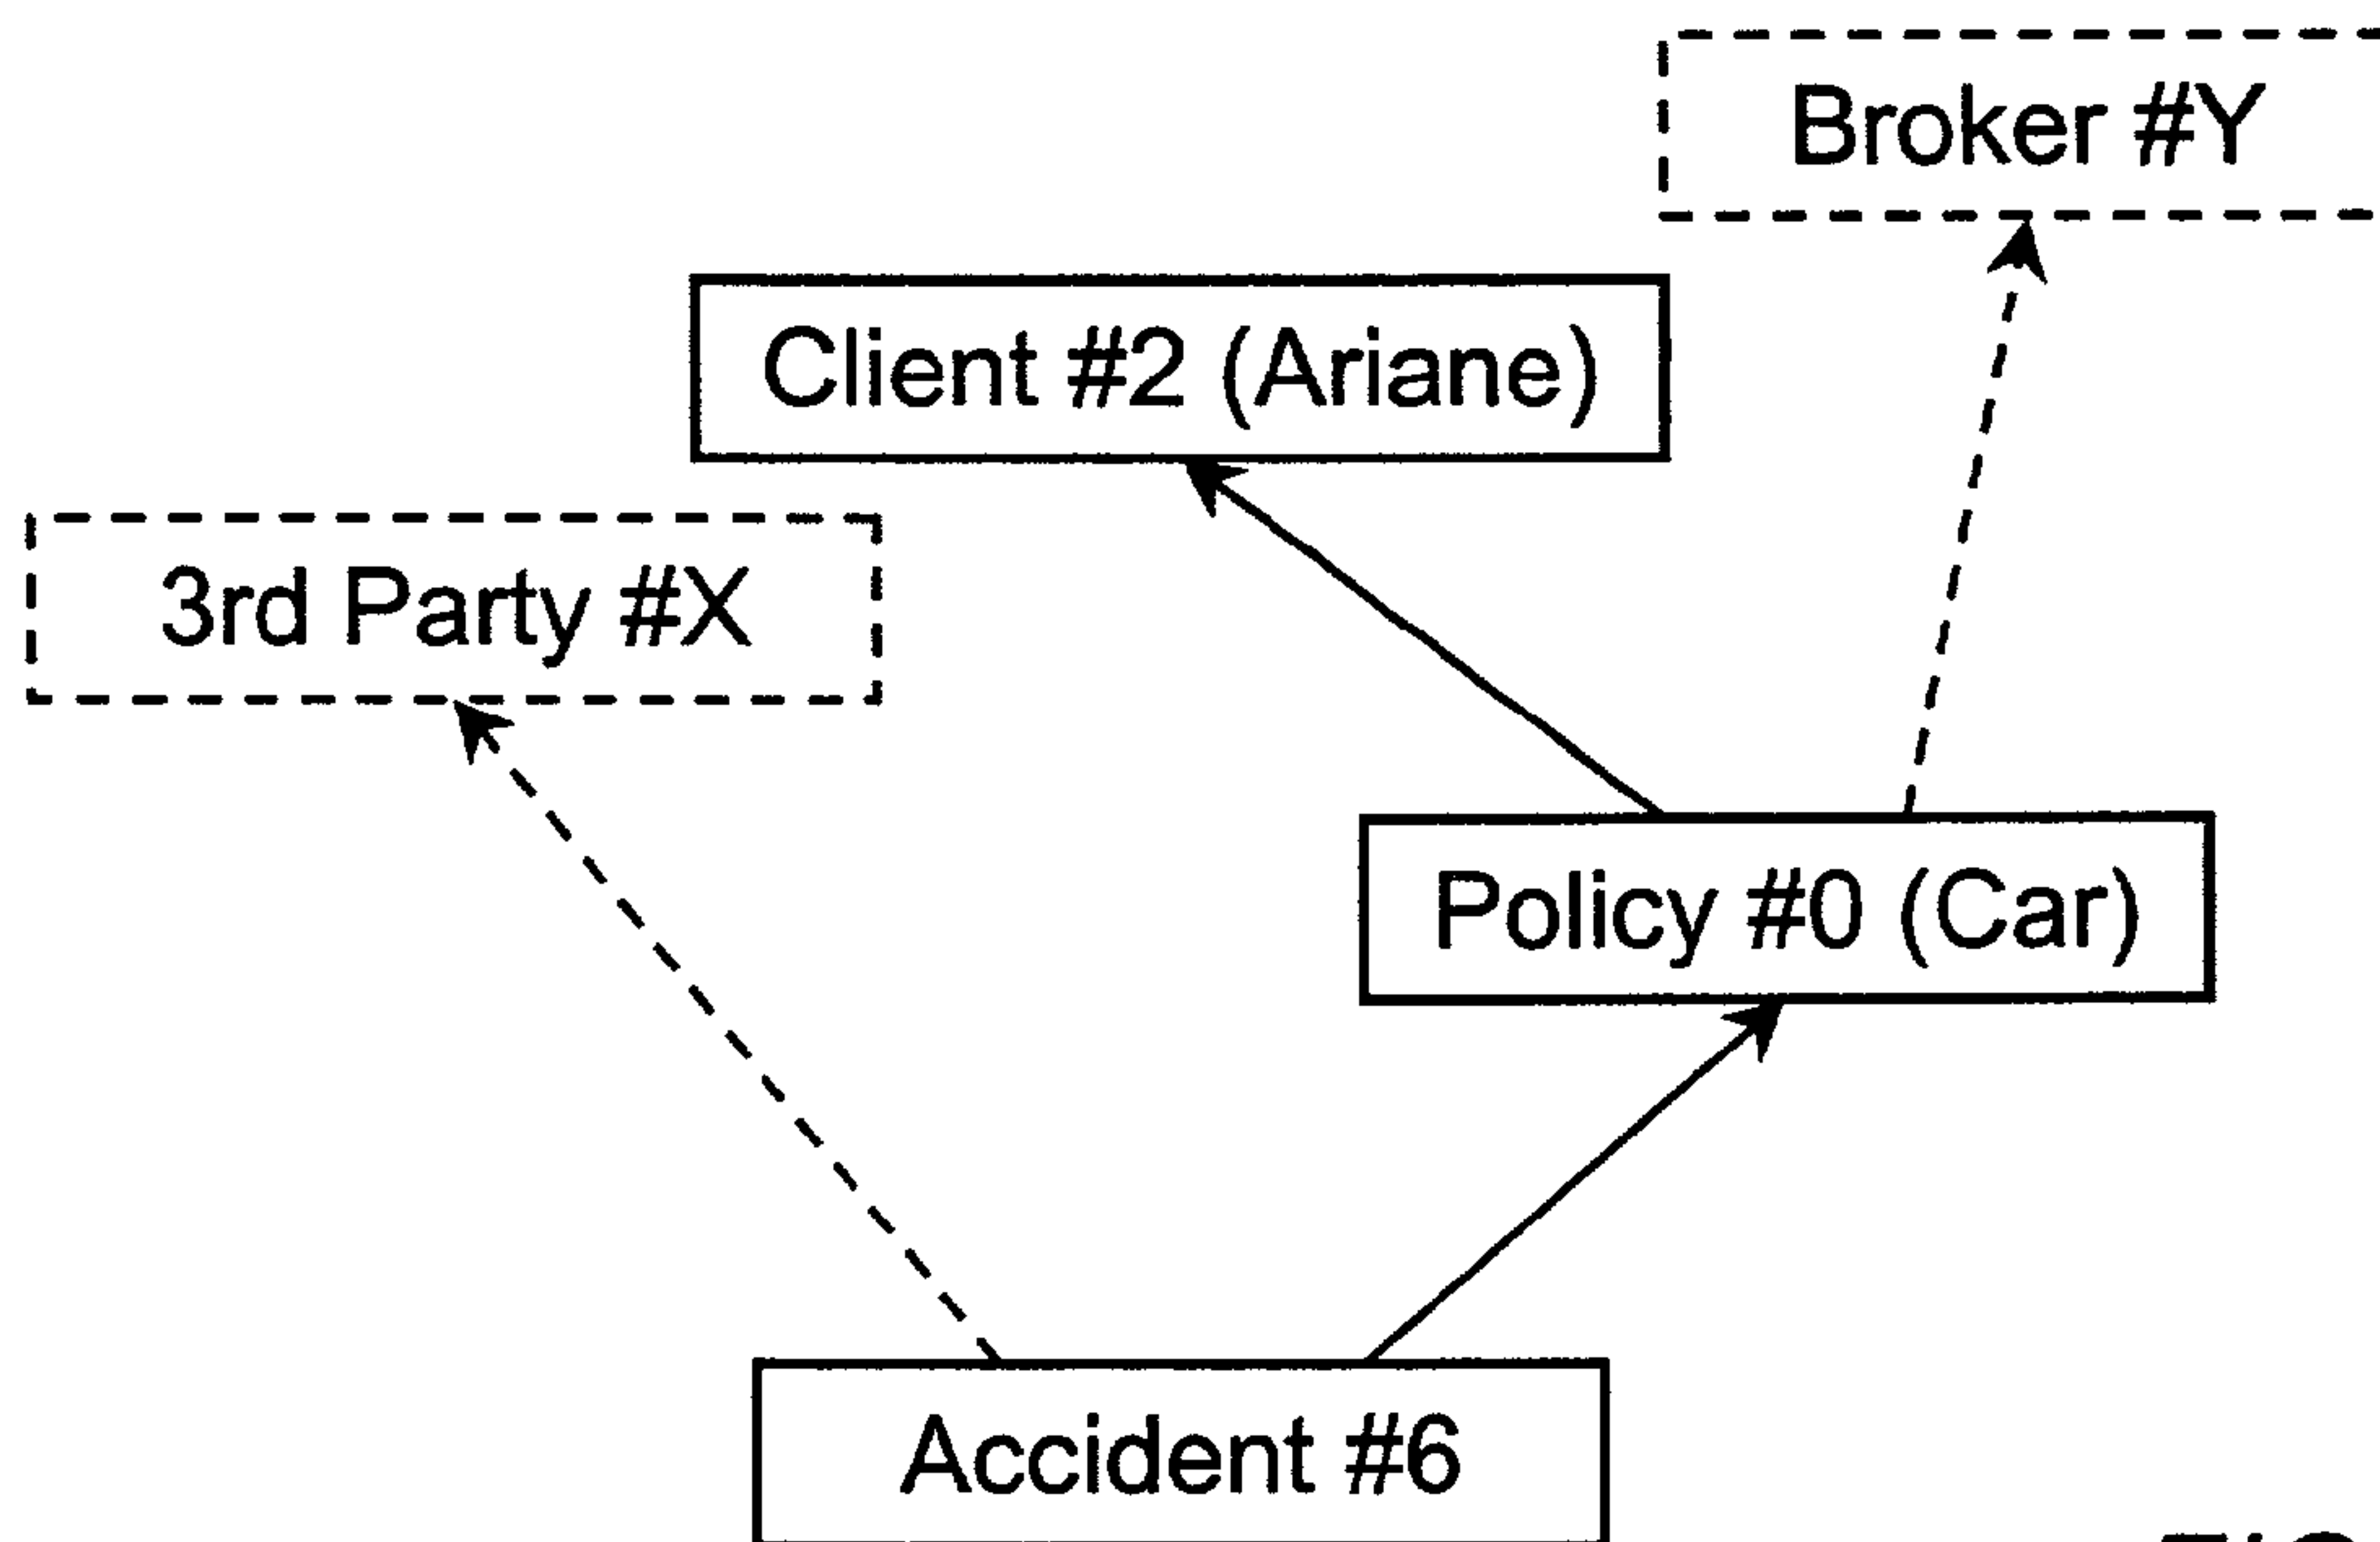 Broker #Y
Client #2 (Ariane)
3rd Party #X
Policy #0 (Car)
Accident #6